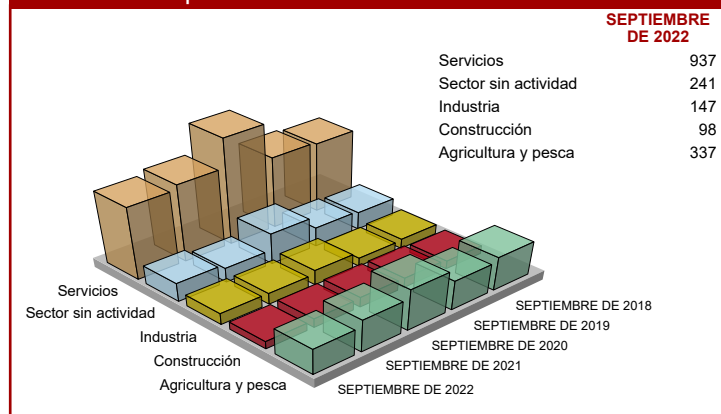 SEPTIEMBRE
DE 2022
Servicios 937
Sector sin actividad 241
Industria 147
Construcción 98
Agricultura y pesca 337
Servicios
Sector sin actividad
Industria
Construcción
Agricultura y pesca
SEPTIEMBRE DE 2018
SEPTIEMBRE DE 2019
SEPTIEMBRE DE 2020
SEPTIEMBRE DE 2021
SEPTIEMBRE DE 2022